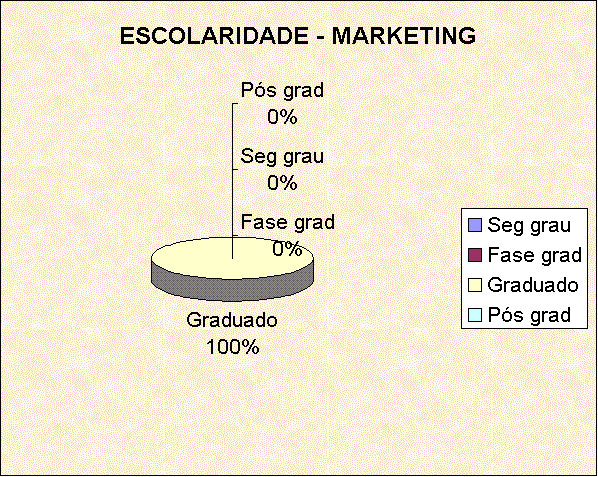 ESCOLARIDADE - MARKETING
Pós grad
0%
Seg grau
0%
Fase grad
0%
Graduado
100%
Seg grau
Fase grad
Graduado
Pós grad